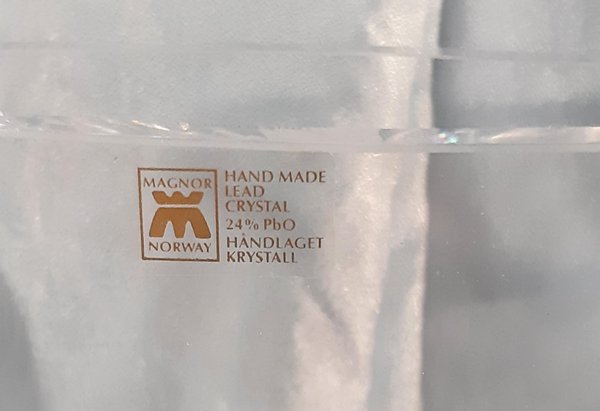 MAGNOR
NORWAY
HAND MADE
LEAD
CRYSTAL
24% PbO
HÅNDLAGET
KRYSTALL